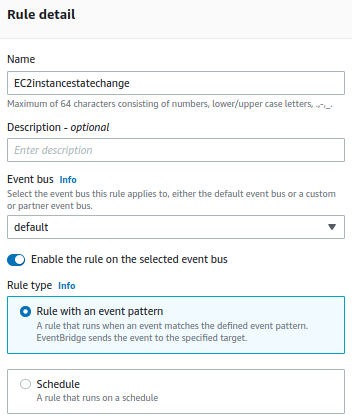 Rule detail
Name
EC2instancestatechange
Maximum of 64 characters consisting of numbers, lower/upper case letters, .,-,_.
Description - optional
Enter description
Event bus Info
Select the event bus this rule applies to, either the default event bus or a custom
or partner event bus.
default
Enable the rule on the selected event bus
Rule type Info
Rule with an event pattern
A rule that runs when an event matches the defined event pattern.
EventBridge sends the event to the specified target.
Schedule
A rule that runs on a schedule